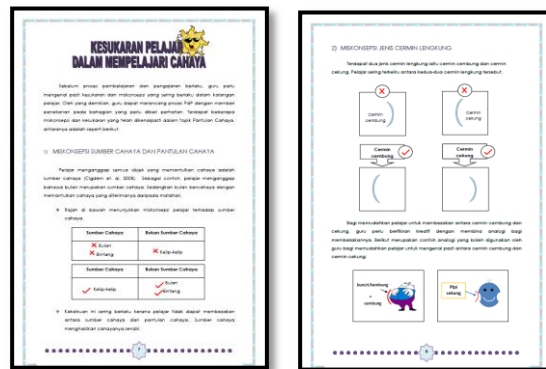 KESUKARAN PELAJAR
DALAM MEMPELAJARI CAHAYA
Sebelum proses pembelajaran dan pengajaran berlaku, guru perlu
mengenal pasti kesukaran dan miskonsepsi yang sering berlaku dalam kalangan
pelajar. Oleh yang demikian, guru dapat merancang proses PdP dengan memberi
penekanan pada bahagian yang perlu diberi perhatian. Terdapat beberapa
miskonsepsi dan kesukaran yang telah dikenalpasti dalam topik Pantulan Cahaya,
antaranya adalah seperti berikut:
1) MISKONSEPSI SUMBER CAHAYA DAN PANTULAN CAHAYA
Pelajar menganggap semua objek yang memantulkan cahaya adalah
sumber cahaya (Cigdem et al, 2005). Sebagai contoh, pelajar menganggap
bahawa bulan merupakan sumber cahaya. Sedangkan bulan bercahaya dengan
memantulkan cahaya yang diterimanya daripada matahari.
Rajah di bawah menunjukkan miskonsepsi pelajar terhadap sumber
cahaya.
Sumber Cahaya Bukan Sumber Cahaya
Bulan
Bintang
Kelip-kelip
Sumber Cahaya Bukan Sumber Cahaya
Kelip-kelip
Bulan
Bintang
Kekeliruan ini sering berlaku kerana pelajar tidak dapat membezakan
antara sumber cahaya dan pantulan cahaya. Sumber cahaya
menghasilkan cahayanya sendiri.
7
2) MISKONSEPSI JENIS CERMIN LENGKUNG
Terdapat dua jenis cermin lengkung iaitu cermin cembung dan cermin
cekung. Pelajar sering terkeliru antara kedua-dua cermin lengkung tersebut.
Cermin
cembung
Cermin
cekung
Cermin
cembung
Cermin
cekung
Bagi memudahkan pelajar untuk membezakan antara cermin cembung dan
cekung, guru perlu berfikiran kreatif dengan membina analogi bagi
membezakannya. Berikut merupakan contoh analogi yang boleh digunakan oleh
guru bagi memudahkan pelajar untuk mengenal pasti antara cermin cembung dan
cermin cekung:
buncit/kembung
=
cembung
Pipi
cekung
8